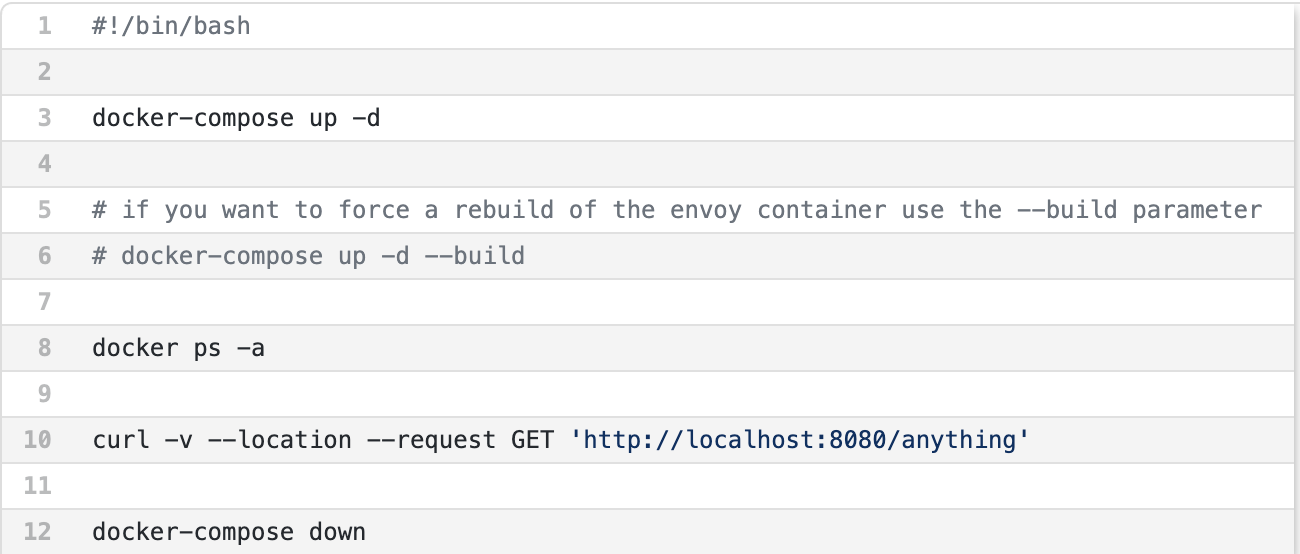 1 #!/bin/bash
2
3 docker-compose up -d
4
5 # if you want to force a rebuild of the envoy container use the --build parameter
6 # docker-compose up -d --build
7
8 docker ps -a
9
10 curl -v --location --request GET 'http://localhost:8080/anything'
11
12 docker-compose down